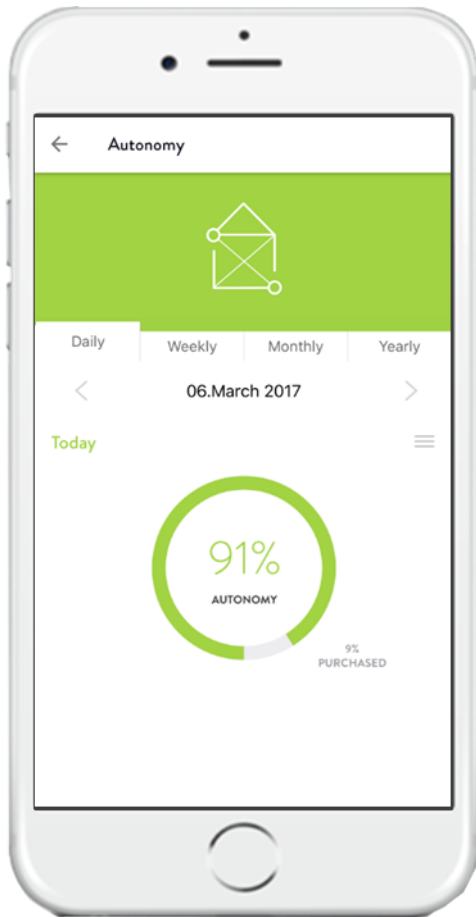 Autonomy
Daily Weekly Monthly Yearly
06.March 2017
Today
91%
AUTONOMY
9%
PURCHASED